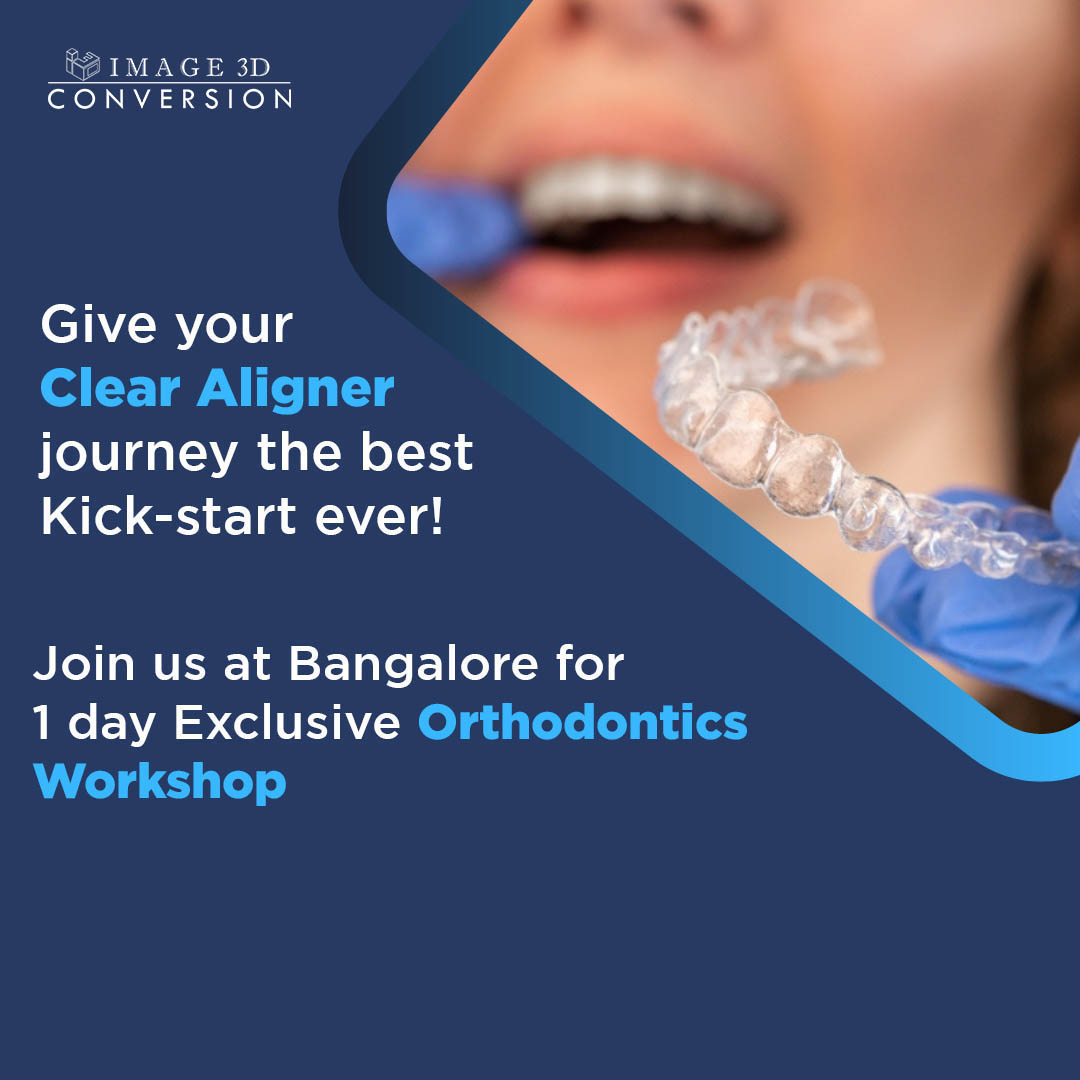 IMAGE 3D
CONVERSION
Give your
Clear Aligner
journey the best
Kick-start ever!
Join us at Bangalore for
1 day Exclusive Orthodontics
Workshop